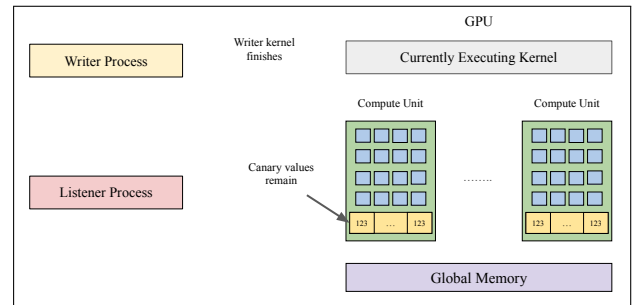 GPU
Writer Process
Writer kernel
finishes
Currently Executing Kernel
Compute Unit
Compute Unit
Listener Process
Canary values
remain
........
123 ... 123
123 ... 123
Global Memory